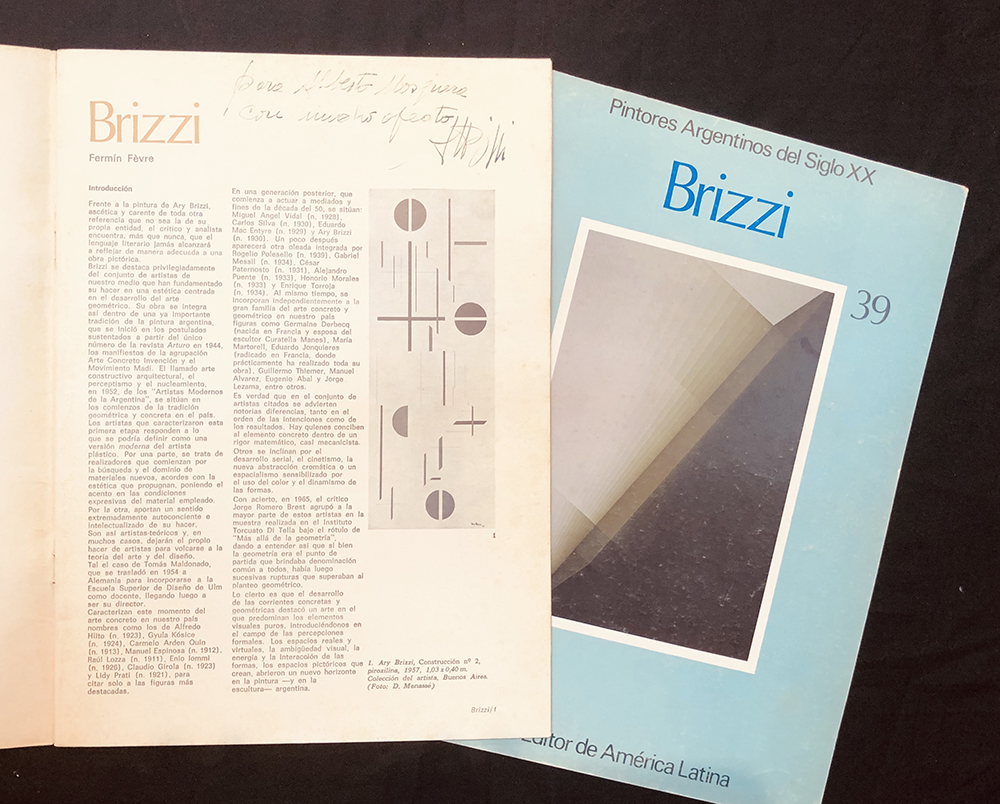 para Alberto Mosquera
con mucho afecto
Brizzi
Fermín Fèvre
Introducción
Frente a la pintura de Ary Brizzi,
ascética y carente de toda otra
referencia que no sea la de su
propia entidad, el crítico y analista
encuentra, más que nunca, que el
lenguaje literario jamás alcanzará
a reflejar de manera adecuada a una
obra pictórica.
Brizzi se destaca privilegiadamente
del conjunto de artistas de
nuestro medio que han fundamentado
su hacer en una estética centrada
en el desarrollo del arte
geométrico. Su obra se integra
así dentro de una ya importante
tradición de la pintura argentina,
que se inició en los postulados
sustentados a partir del único
número de la revista Arturo en 1944,
los manifiestos de la agrupación
Arte Concreto Invención y el
Movimiento Madí. El llamado arte
constructivo arquitectural, el
perceptismo y el nucleamiento,
en 1952, de los "Artistas Modernos
de la Argentina", se sitúan en
los comienzos de la tradición
geométrica y concreta en el país.
Los artistas que caracterizaron esta
primera etapa responden a lo
que se podría definir como una
versión moderna del artista
plástico. Por una parte, se trata de
realizadores que comienzan por
la búsqueda y el dominio de
materiales nuevos, acordes con la
estética que propugnan, poniendo el
acento en las condiciones
expresivas del material empleado.
Por la otra, aportan un sentido
extremadamente autoconciente e
intelectualizado de su hacer.
Son así artistas-teóricos y, en
muchos casos, dejarán el propio
hacer de artistas para volcarse a la
teoría del arte y del diseño.
Tal el caso de Tomás Maldonado,
que se trasladó en 1954 a
Alemania para incorporarse a la
Escuela Superior de Diseño de Ulm
como docente, llegando luego a
ser su director.
Caracterizan este momento del
arte concreto en nuestro país
nombres como los de Alfredo
Hlito (n. 1923), Gyula Kósice
(n. 1924), Carmelo Arden Quin
(n. 1913), Manuel Espinosa (n. 1912),
Raúl Lozza (n. 1911), Enio Iommi
(n. 1926), Claudio Girola (n. 1923)
y Lidy Prati (n. 1921), para
citar solo a las figuras más
destacadas.
En una generación posterior, que
comienza a actuar a mediados y
fines de la década del 50, se sitúan:
Miguel Angel Vidal (n. 1928),
Carlos Silva (n. 1930), Eduardo
Mac Entyre (n. 1929) y Ary Brizzi
(n. 1930). Un poco después
aparecerá otra oleada integrada por
Rogelio Polesello (n. 1939), Gabriel
Messil (n. 1934), César
Paternosto (n. 1931), Alejandro
Puente (n. 1933), Honorio Morales
(n. 1933) y Enrique Torroja
(n. 1934). Al mismo tiempo, se
incorporan independientemente a la
gran familia del arte concreto y
geométrico en nuestro país
figuras como Germaine Derbecq
(nacida en Francia y esposa del
escultor Curatella Manes), María
Martorell, Eduardo Jonquieres
(radicado en Francia, donde
prácticamente ha realizado toda su
obra), Guillermo Thiemer, Manuel
Alvarez, Eugenio Abal y Jorge
Lezama, entre otros.
Es verdad que en el conjunto de
artistas citados se advierten
notorias diferencias, tanto en el
orden de las intenciones como de
los resultados. Hay quienes conciben
al elemento concreto dentro de un
rigor matemático, casi mecanicista.
Otros se inclinan por el
desarrollo serial, el cinetismo, la
nueva abstracción cromática o un
espacialismo sensibilizado por
el uso del color y el dinamismo de
las formas.
Con acierto, en 1965, el crítico
Jorge Romero Brest agrupó a la
mayor parte de estos artistas en la
muestra realizada en el Instituto
Torcuato Di Tella bajo el rótulo de
"Más allá de la geometría",
dando a entender así que si bien
la geometría era el punto de
partida que brindaba denominación
común a todos, había luego
sucesivas rupturas que superaban al
planteo geométrico.
Lo cierto es que el desarrollo
de las corrientes concretas y
geométricas destacó un arte en el
que predominan los elementos
visuales puros, introduciéndonos en
el campo de las percepciones
formales. Los espacios reales y
virtuales, la ambigüedad visual, la
energía y la interacción de las
formas, los espacios pictóricos que
crean, abrieron un nuevo horizonte
en la pintura —y en la
escultura— argentina.
1
1. Ary Brizzi, Construcción nº 2,
piroxilina, 1957, 1,03 x 0,40 m.
Colección del artista, Buenos Aires.
(Foto: D. Menassé)
Brizzi/1
Pintores Argentinos del Siglo XX
Brizzi
39
Editor de América Latina